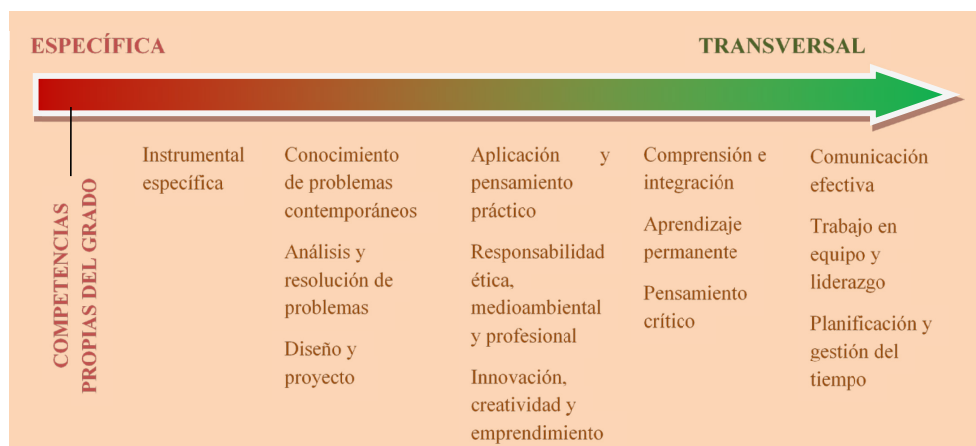 ESPECÍFICA
TRANSVERSAL
COMPETENCIAS
PROPIAS DEL GRADO
Instrumental
específica
Conocimiento
de problemas
contemporáneos
Análisis y
resolución de
problemas
Diseño y
proyecto
Aplicación y
pensamiento
práctico
Responsabilidad
ética,
medioambiental
y profesional
Innovación,
creatividad y
emprendimiento
Comprensión e
integración
Aprendizaje
permanente
Pensamiento
crítico
Comunicación
efectiva
Trabajo en
equipo y
liderazgo
Planificación y
gestión del
tiempo